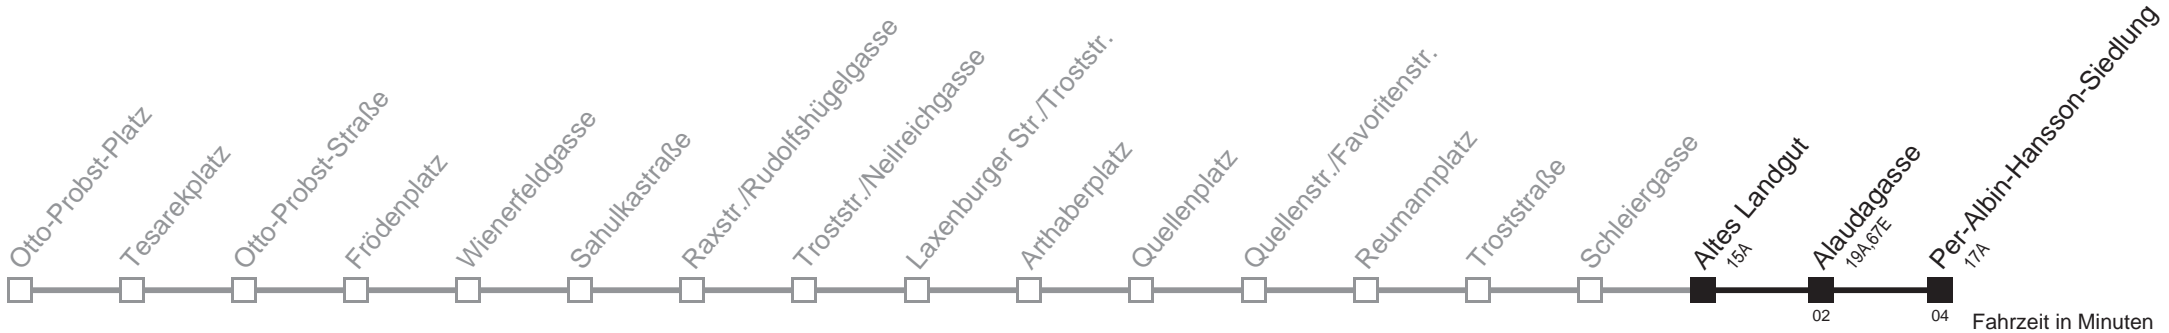 Otto-Probst-Platz
Tesarekplatz
Otto-Probst-Straße
Frödenplatz
Wienerfeldgasse
Sahulkastraße
Raxstr./Rudolfshügelgasse
Troststr./Neilreichgasse
Laxenburger Str./Troststr.
Arthaberplatz
Quellenplatz
Quellenstr./Favoritenstr.
Reumannplatz
Troststraße
Schleiergasse
Altes Landgut
15A
Alaudagasse
19A,67E
Per-Albin-Hansson-Siedlung
17A
02
04
Fahrzeit in Minuten